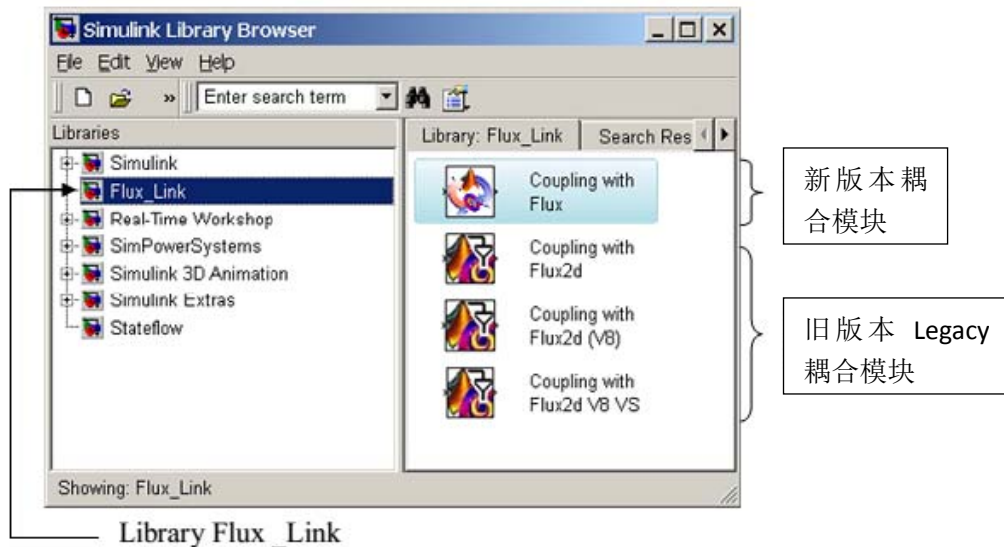 Simulink Library Browser
File Edit View Help
» Enter search term
Libraries
Library: Flux_Link Search Res
Simulink
Flux_Link
Real-Time Workshop
SimPowerSystems
Simulink 3D Animation
Simulink Extras
Stateflow
Coupling with
Flux
Coupling with
Flux2d
Coupling with
Flux2d (V8)
Coupling with
Flux2d V8 VS
新版本耦
合模块
旧版本 Legacy
耦合模块
Showing: Flux_Link
Library Flux _Link